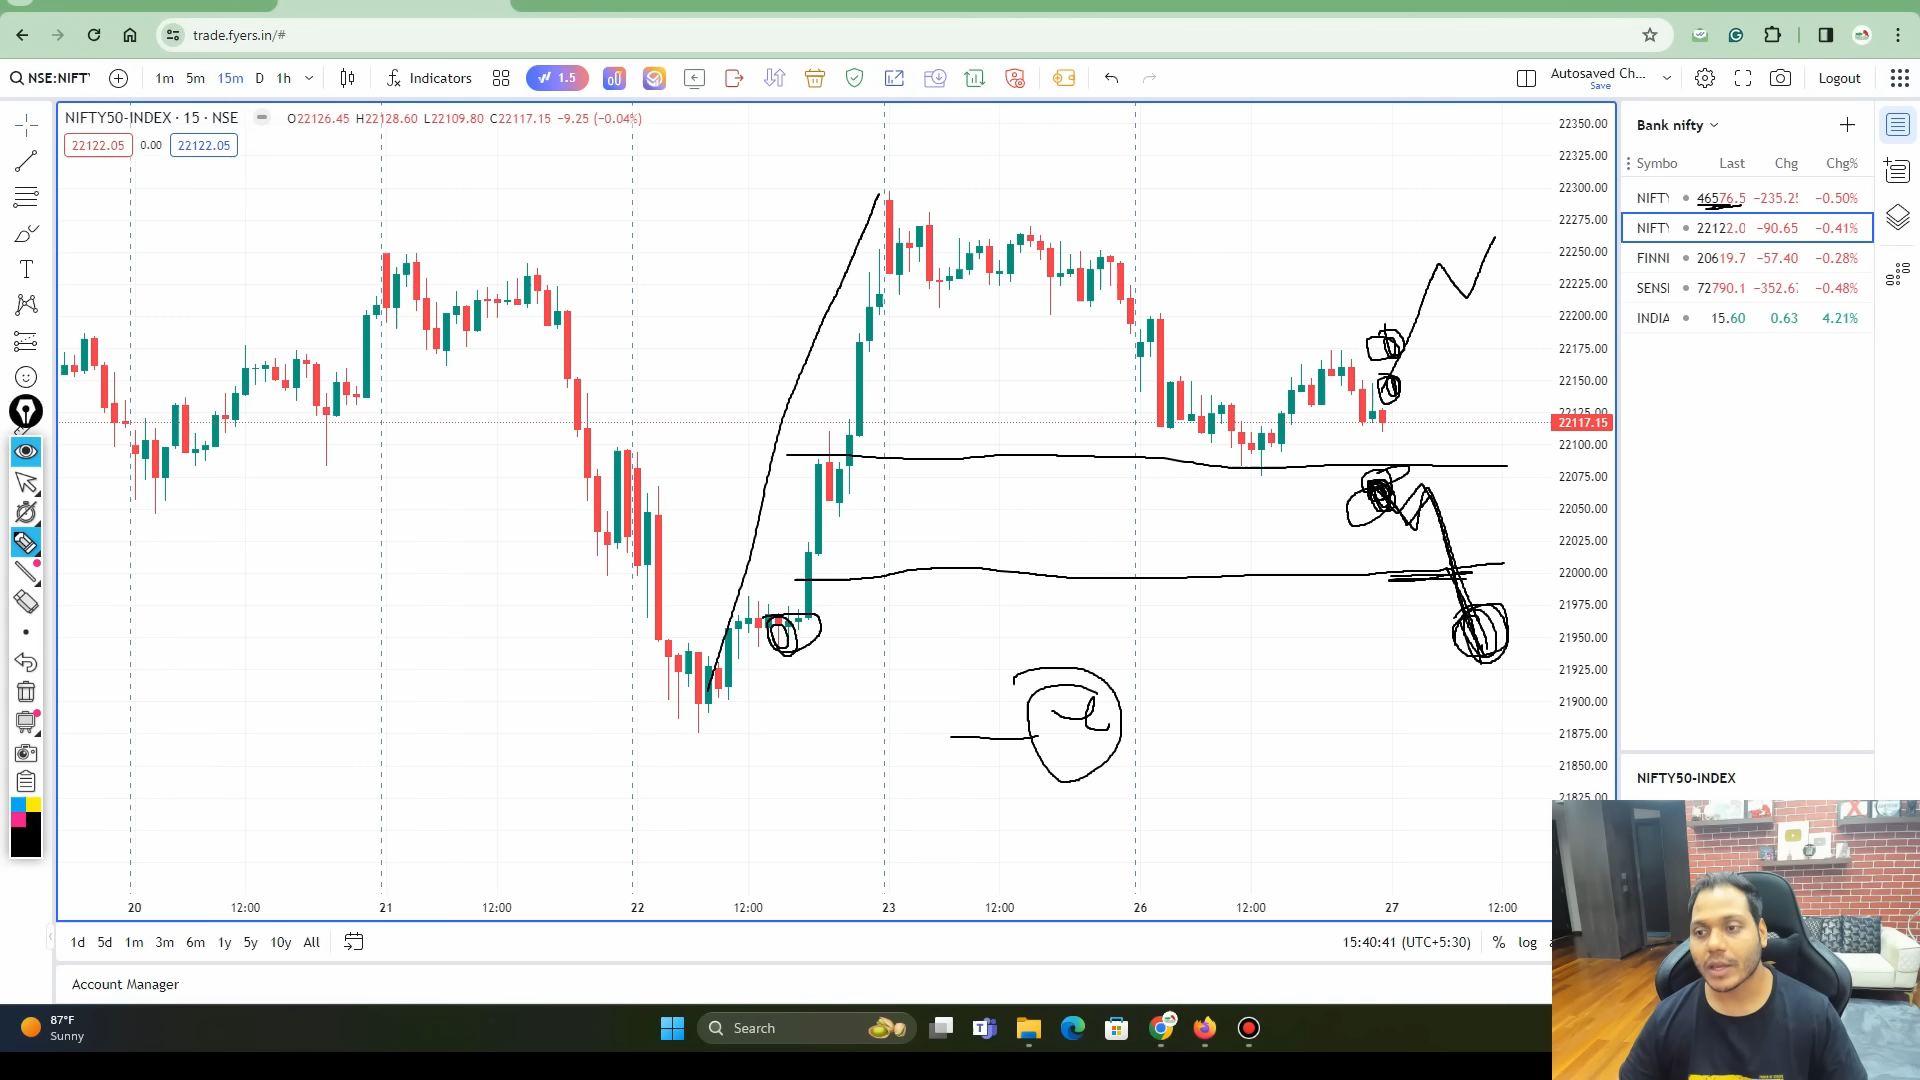 trade.fyers.in/#
NSE:NIFTY
1m 5m 15m D 1h
Indicators
1.5
Autosaved Ch...
Save
Logout
NIFTY50-INDEX · 15 · NSE
O22126.45 H22128.60 L22109.80 C22117.15 −9.25 (−0.04%)
22122.05 0.00 22122.05
22350.00
22325.00
22300.00
22275.00
22250.00
22225.00
22200.00
22175.00
22150.00
22125.00
22117.15
22100.00
22075.00
22050.00
22025.00
22000.00
21975.00
21950.00
21925.00
21900.00
21875.00
21850.00
21825.00
Bank nifty
Symbo Last Chg Chg%
NIFTY 46576.5 −235.25 −0.50%
NIFTY 22122.0 −90.65 −0.41%
FINNI 20619.7 −57.40 −0.28%
SENSI 72790.1 −352.67 −0.48%
INDIA 15.60 0.63 4.21%
NIFTY50-INDEX
20 12:00 21 12:00 22 12:00 23 12:00 26 12:00 27 12:00
1d 5d 1m 3m 6m 1y 5y 10y All
15:40:41 (UTC+5:30) % log
Account Manager
87°F
Sunny
Search